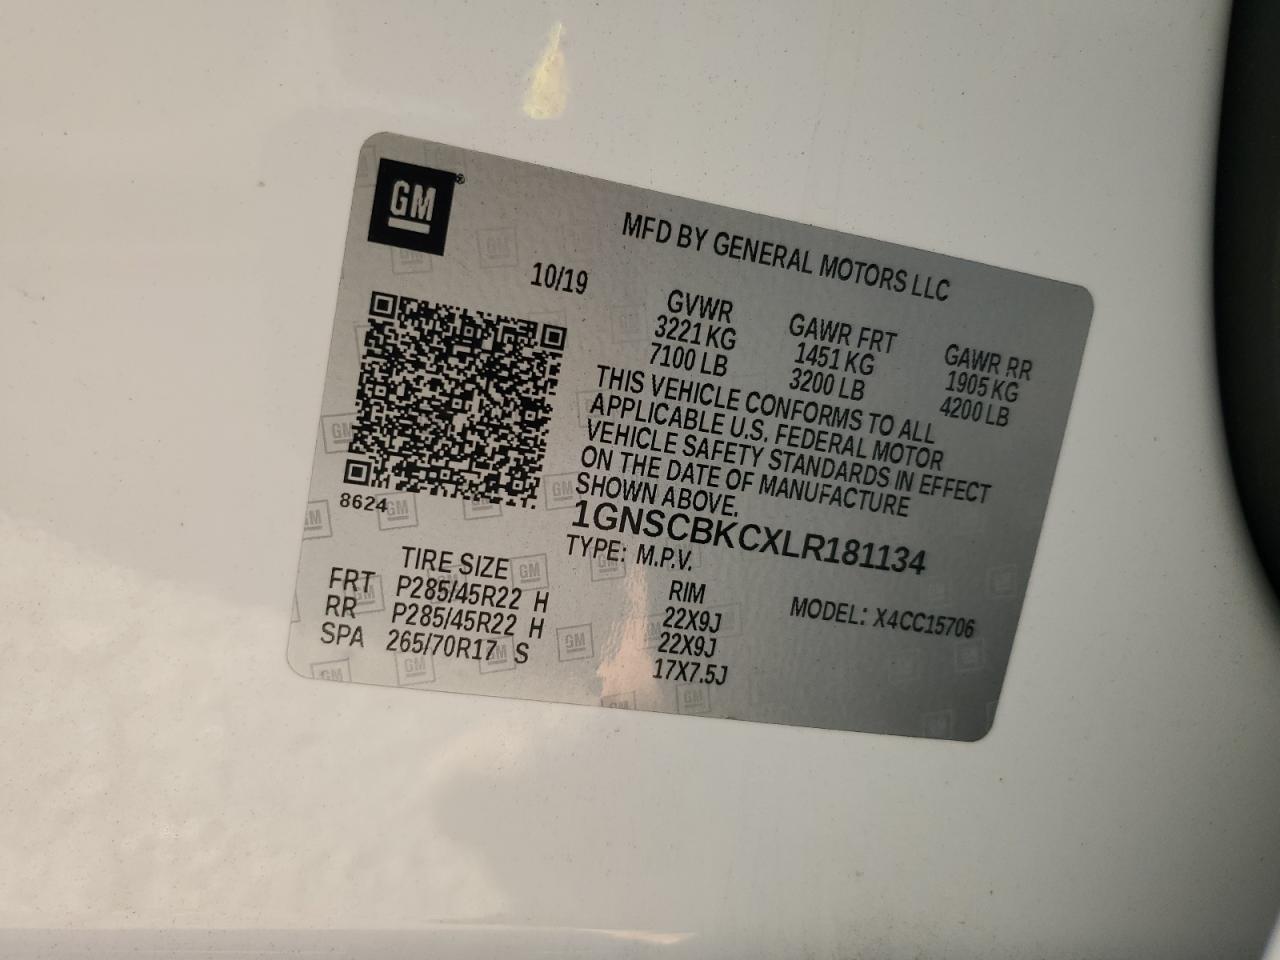 GM
MFD BY GENERAL MOTORS LLC
10/19
GVWR GAWR FRT GAWR RR
3221 KG 1451 KG 1905 KG
7100 LB 3200 LB 4200 LB
THIS VEHICLE CONFORMS TO ALL
APPLICABLE U.S. FEDERAL MOTOR
VEHICLE SAFETY STANDARDS IN EFFECT
ON THE DATE OF MANUFACTURE
SHOWN ABOVE.
8624
1GNSCBKCXLR181134
TYPE: M.P.V.
MODEL: X4CC15706
TIRE SIZE RIM
FRT P285/45R22 H 22X9J
RR P285/45R22 H 22X9J
SPA 265/70R17 S 17X7.5J